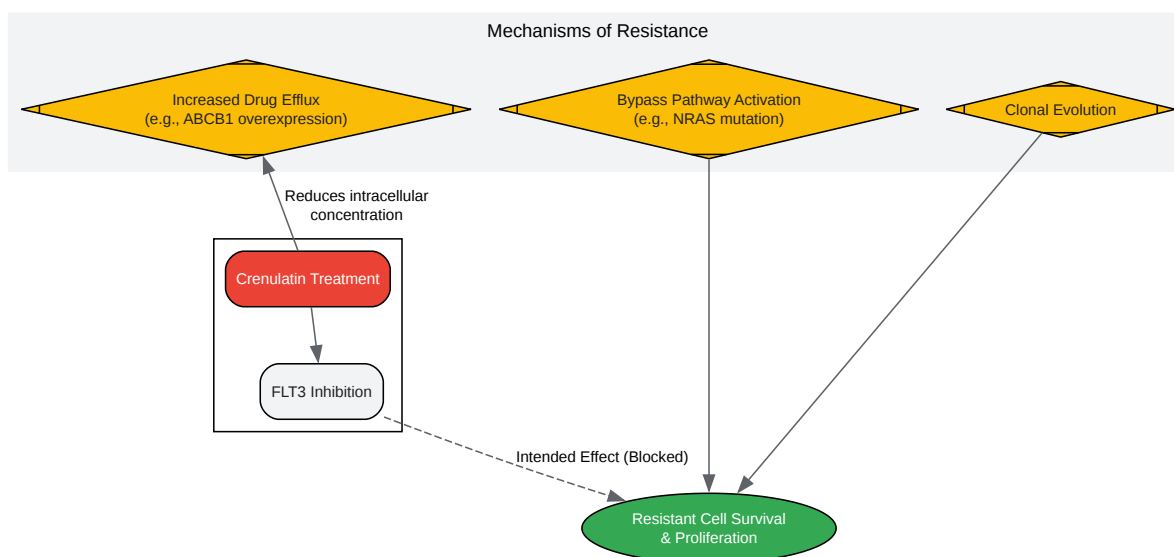 Mechanisms of Resistance
Increased Drug Efflux
(e.g., ABCB1 overexpression)
Bypass Pathway Activation
(e.g., NRAS mutation)
Clonal Evolution
Reduces intracellular
concentration
Crenulatin Treatment
FLT3 Inhibition
Intended Effect (Blocked)
Resistant Cell Survival
& Proliferation